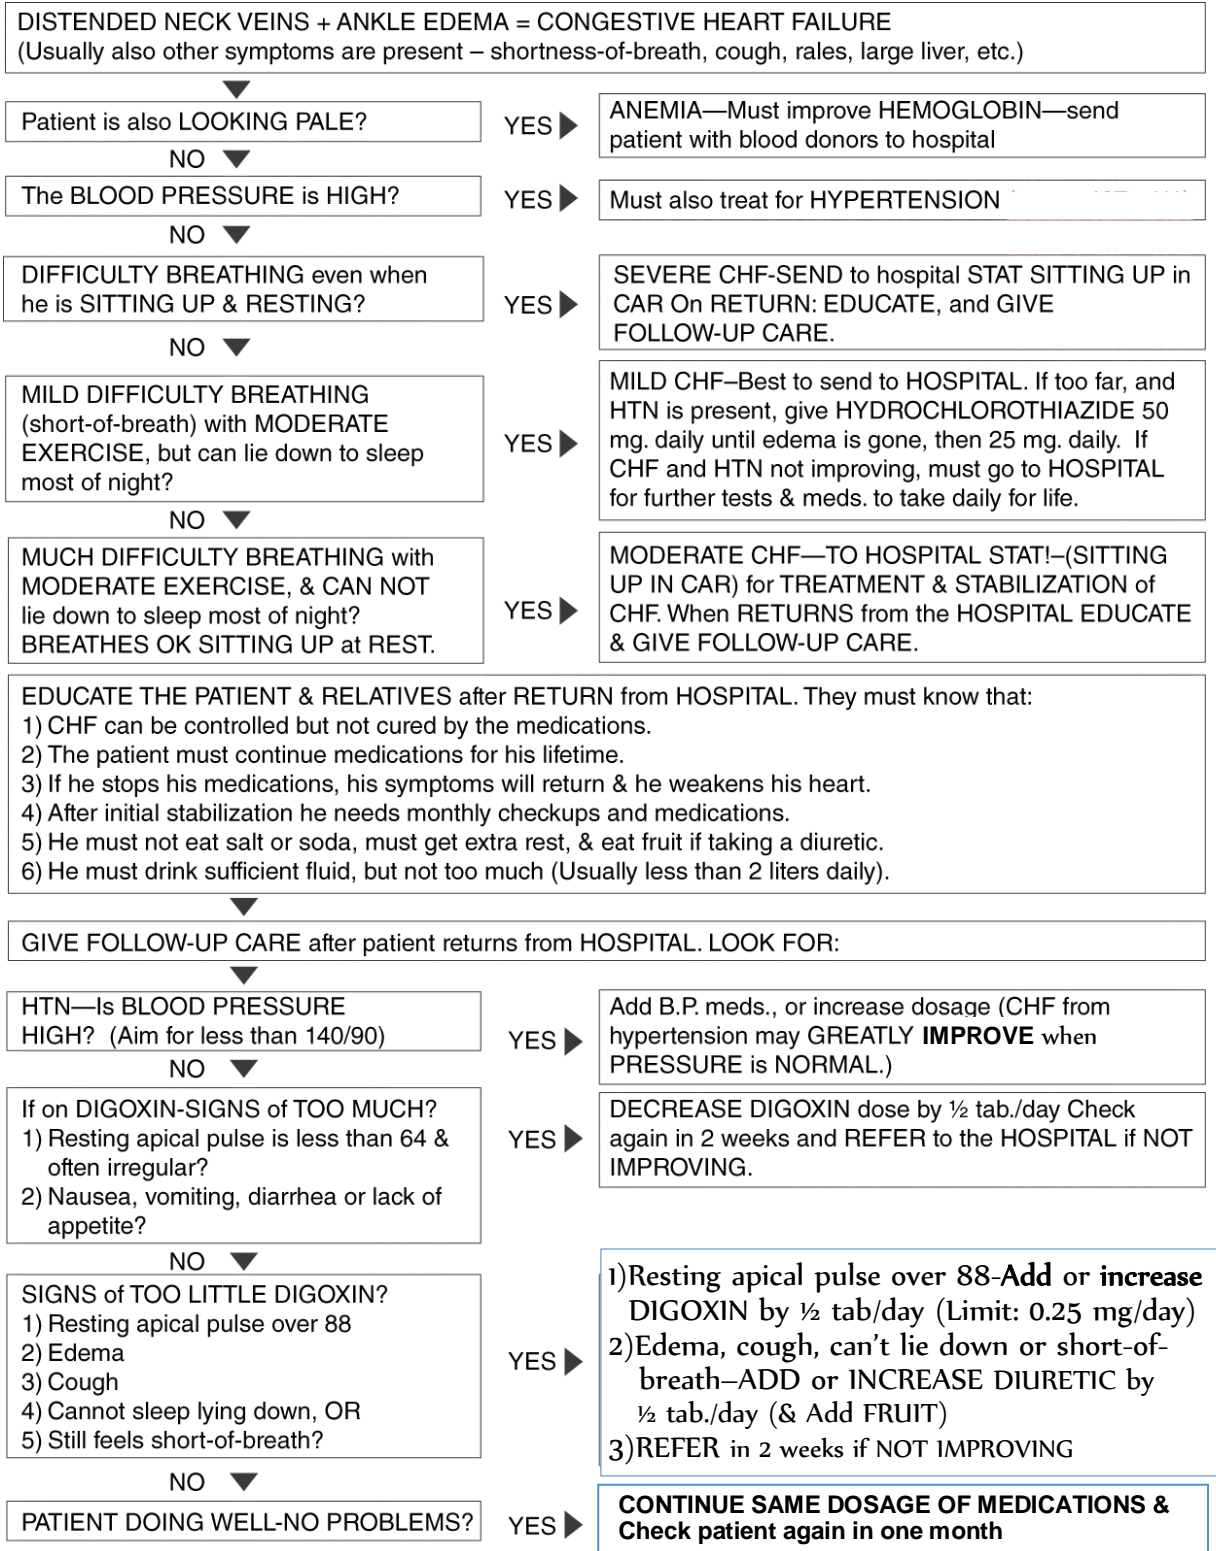 DISTENDED NECK VEINS + ANKLE EDEMA = CONGESTIVE HEART FAILURE
(Usually also other symptoms are present – shortness-of-breath, cough, rales, large liver, etc.)
Patient is also LOOKING PALE?
YES
ANEMIA—Must improve HEMOGLOBIN—send
patient with blood donors to hospital
NO
The BLOOD PRESSURE is HIGH?
YES
Must also treat for HYPERTENSION
NO
DIFFICULTY BREATHING even when
he is SITTING UP & RESTING?
YES
SEVERE CHF-SEND to hospital STAT SITTING UP in
CAR On RETURN: EDUCATE, and GIVE
FOLLOW-UP CARE.
NO
MILD DIFFICULTY BREATHING
(short-of-breath) with MODERATE
EXERCISE, but can lie down to sleep
most of night?
YES
MILD CHF–Best to send to HOSPITAL. If too far, and
HTN is present, give HYDROCHLOROTHIAZIDE 50
mg. daily until edema is gone, then 25 mg. daily. If
CHF and HTN not improving, must go to HOSPITAL
for further tests & meds. to take daily for life.
NO
MUCH DIFFICULTY BREATHING with
MODERATE EXERCISE, & CAN NOT
lie down to sleep most of night?
BREATHES OK SITTING UP at REST.
YES
MODERATE CHF—TO HOSPITAL STAT!–(SITTING
UP IN CAR) for TREATMENT & STABILIZATION of
CHF. When RETURNS from the HOSPITAL EDUCATE
& GIVE FOLLOW-UP CARE.
EDUCATE THE PATIENT & RELATIVES after RETURN from HOSPITAL. They must know that:
1) CHF can be controlled but not cured by the medications.
2) The patient must continue medications for his lifetime.
3) If he stops his medications, his symptoms will return & he weakens his heart.
4) After initial stabilization he needs monthly checkups and medications.
5) He must not eat salt or soda, must get extra rest, & eat fruit if taking a diuretic.
6) He must drink sufficient fluid, but not too much (Usually less than 2 liters daily).
GIVE FOLLOW-UP CARE after patient returns from HOSPITAL. LOOK FOR:
HTN—Is BLOOD PRESSURE
HIGH? (Aim for less than 140/90)
YES
Add B.P. meds., or increase dosage (CHF from
hypertension may GREATLY IMPROVE when
PRESSURE is NORMAL.)
NO
If on DIGOXIN-SIGNS of TOO MUCH?
1) Resting apical pulse is less than 64 &
often irregular?
2) Nausea, vomiting, diarrhea or lack of
appetite?
YES
DECREASE DIGOXIN dose by ½ tab./day Check
again in 2 weeks and REFER to the HOSPITAL if NOT
IMPROVING.
NO
SIGNS of TOO LITTLE DIGOXIN?
1) Resting apical pulse over 88
2) Edema
3) Cough
4) Cannot sleep lying down, OR
5) Still feels short-of-breath?
YES
1)Resting apical pulse over 88-Add or increase
DIGOXIN by ½ tab/day (Limit: 0.25 mg/day)
2)Edema, cough, can't lie down or short-of-
breath–ADD or INCREASE DIURETIC by
½ tab./day (& Add FRUIT)
3)REFER in 2 weeks if NOT IMPROVING
NO
PATIENT DOING WELL-NO PROBLEMS?
YES
CONTINUE SAME DOSAGE OF MEDICATIONS &
Check patient again in one month